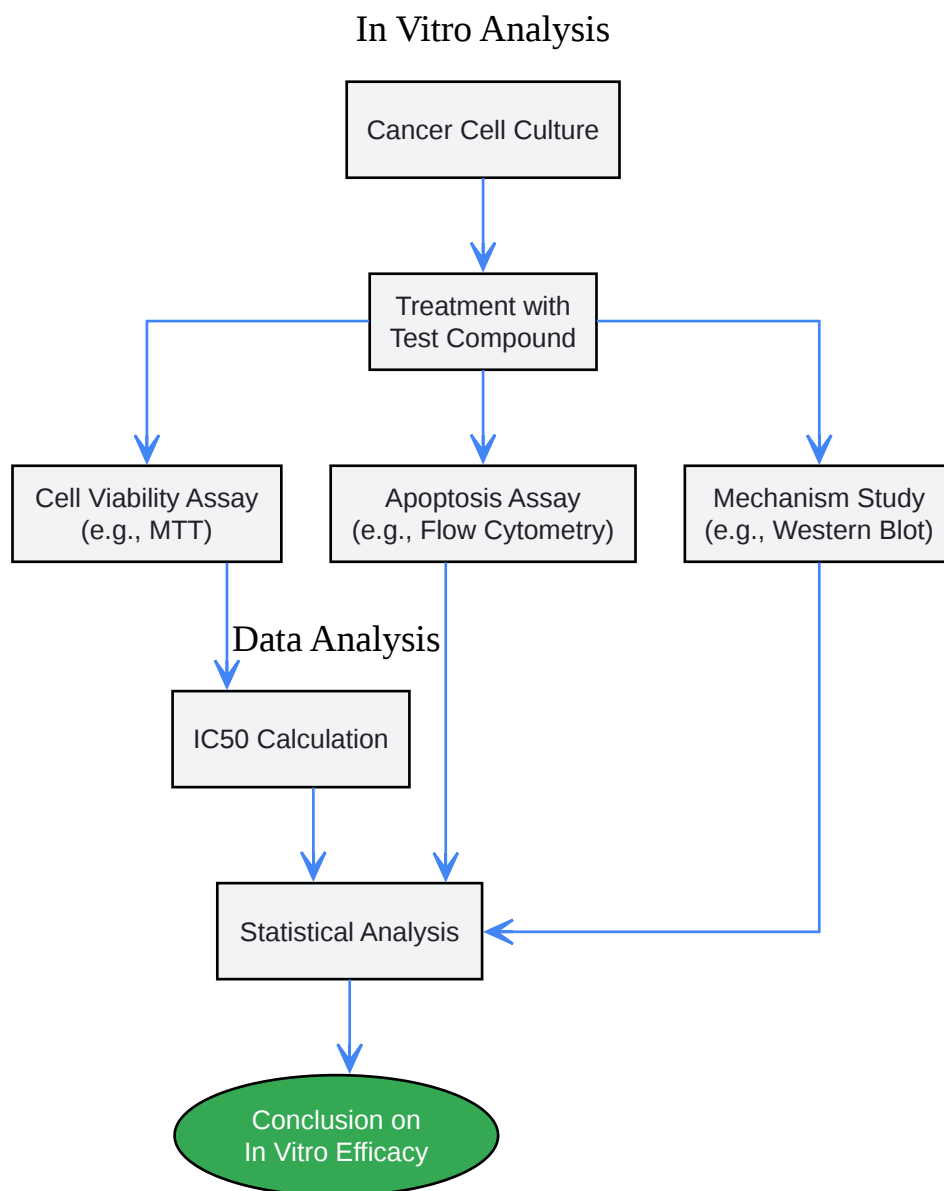 In Vitro Analysis
Cancer Cell Culture
Treatment with
Test Compound
Cell Viability Assay
(e.g., MTT)
Apoptosis Assay
(e.g., Flow Cytometry)
Mechanism Study
(e.g., Western Blot)
Data Analysis
IC50 Calculation
Statistical Analysis
Conclusion on
In Vitro Efficacy